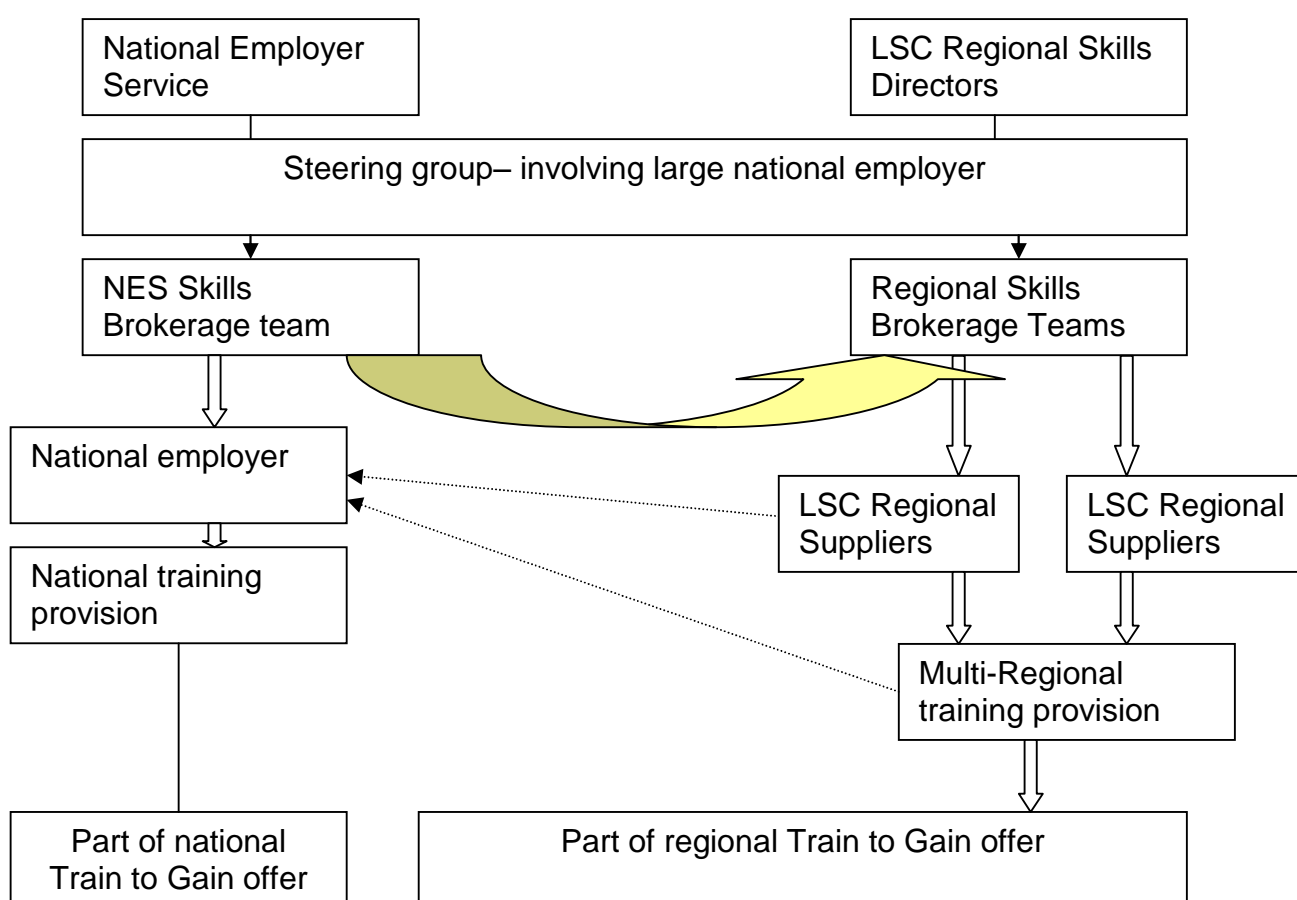 National Employer
Service
LSC Regional Skills
Directors
Steering group– involving large national employer
NES Skills
Brokerage team
Regional Skills
Brokerage Teams
National employer
LSC Regional
Suppliers
LSC Regional
Suppliers
National training
provision
Multi-Regional
training provision
Part of national
Train to Gain offer
Part of regional Train to Gain offer